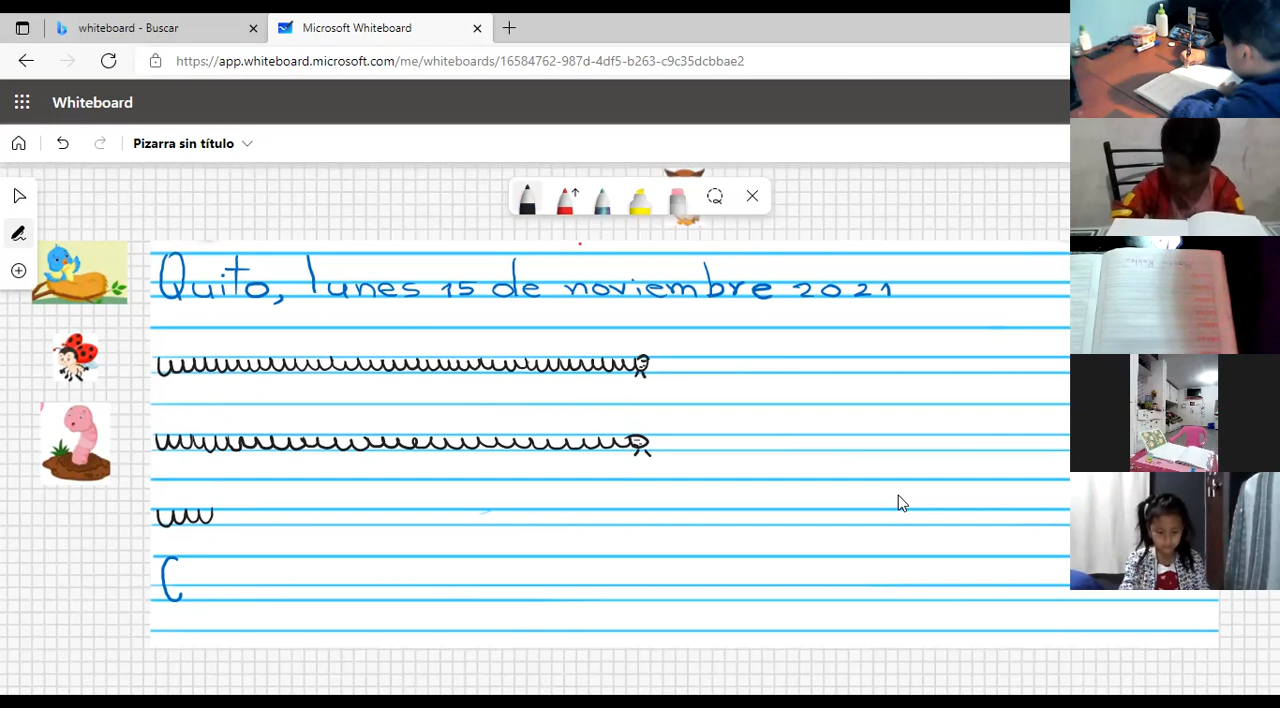 whiteboard - Buscar
Microsoft Whiteboard
https://app.whiteboard.microsoft.com/me/whiteboards/16584762-987d-4df5-b263-c9c35dcbbae2
Whiteboard
Pizarra sin título
Quito, lunes 15 de noviembre 2021
C